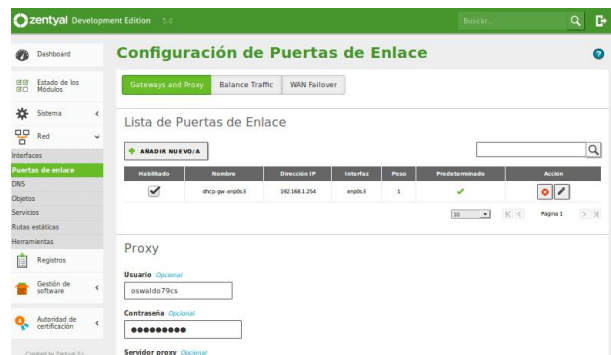 zentyal Development Edition 5.0
Buscar...
Dashboard
Estado de los
Módulos
Sistema
Red
Interfaces
Puertas de enlace
DNS
Objetos
Servicios
Rutas estáticas
Herramientas
Registros
Gestión de
software
Autoridad de
certificación
Created by Zentyal S.L.
Configuración de Puertas de Enlace
Gateways and Proxy Balance Traffic WAN Failover
Lista de Puertas de Enlace
AÑADIR NUEVO/A
Habilitado Nombre Dirección IP Interfaz Peso Predeterminado Acción
dhcp-gw-enp0s3 192.168.1.254 enp0s3 1
10 Página 1
Proxy
Usuario Opcional
oswaldo79cs
Contraseña Opcional
Servidor proxy Opcional